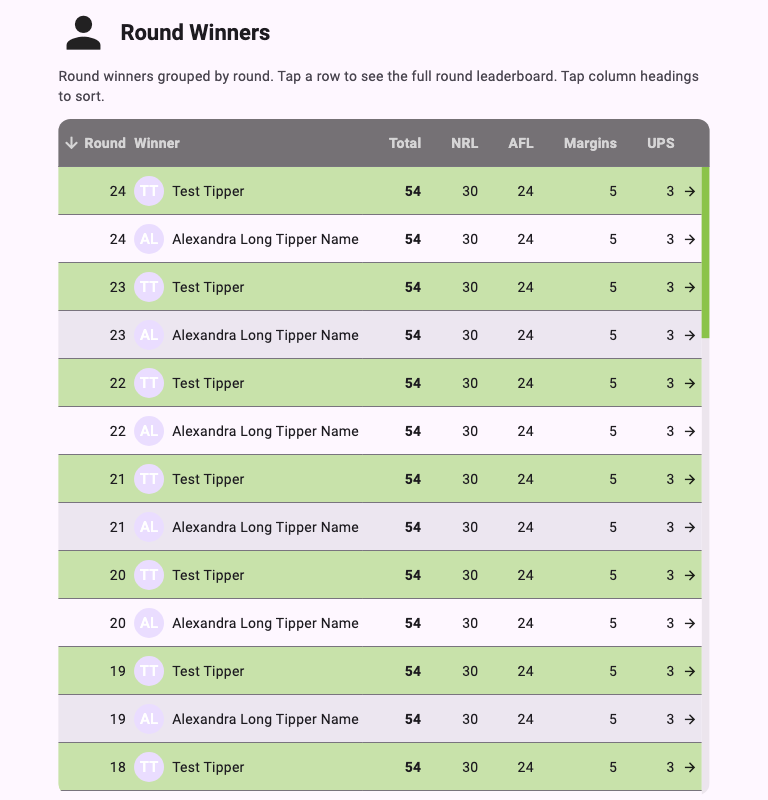 Round Winners
Round winners grouped by round. Tap a row to see the full round leaderboard. Tap column headings
to sort.
↓ Round Winner Total NRL AFL Margins UPS
24 TT Test Tipper 54 30 24 5 3 →
24 AL Alexandra Long Tipper Name 54 30 24 5 3 →
23 TT Test Tipper 54 30 24 5 3 →
23 AL Alexandra Long Tipper Name 54 30 24 5 3 →
22 TT Test Tipper 54 30 24 5 3 →
22 AL Alexandra Long Tipper Name 54 30 24 5 3 →
21 TT Test Tipper 54 30 24 5 3 →
21 AL Alexandra Long Tipper Name 54 30 24 5 3 →
20 TT Test Tipper 54 30 24 5 3 →
20 AL Alexandra Long Tipper Name 54 30 24 5 3 →
19 TT Test Tipper 54 30 24 5 3 →
19 AL Alexandra Long Tipper Name 54 30 24 5 3 →
18 TT Test Tipper 54 30 24 5 3 →